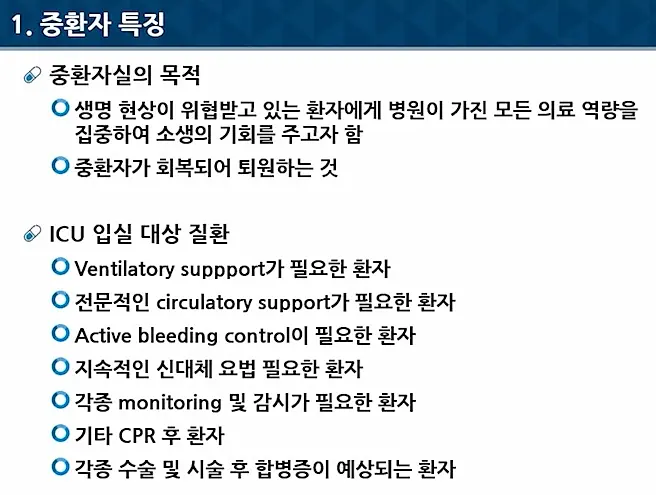 1. 중환자 특징
중환자실의 목적
생명 현상이 위협받고 있는 환자에게 병원이 가진 모든 의료 역량을
집중하여 소생의 기회를 주고자 함
중환자가 회복되어 퇴원하는 것
ICU 입실 대상 질환
Ventilatory suppport가 필요한 환자
전문적인 circulatory support가 필요한 환자
Active bleeding control이 필요한 환자
지속적인 신대체 요법 필요한 환자
각종 monitoring 및 감시가 필요한 환자
기타 CPR 후 환자
각종 수술 및 시술 후 합병증이 예상되는 환자